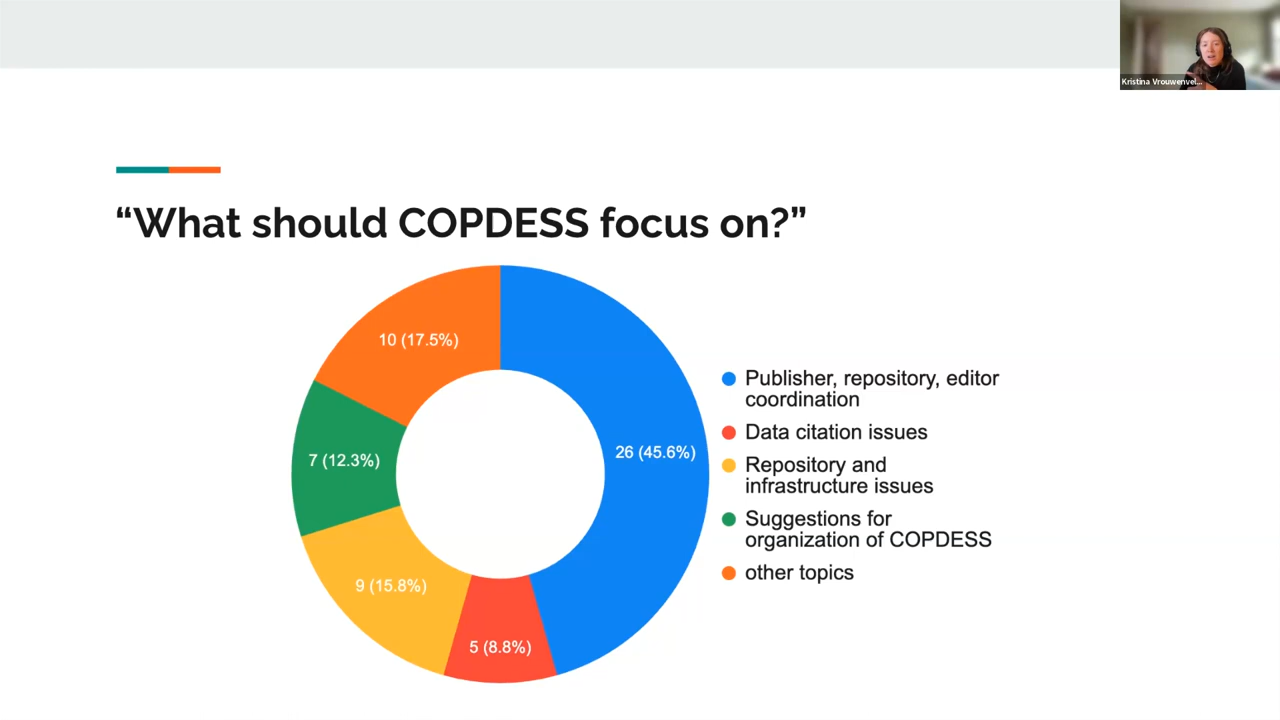 Kristina Vrouwenvel...
“What should COPDESS focus on?”
10 (17.5%)
26 (45.6%)
7 (12.3%)
9 (15.8%)
5 (8.8%)
Publisher, repository, editor
coordination
Data citation issues
Repository and
infrastructure issues
Suggestions for
organization of COPDESS
other topics